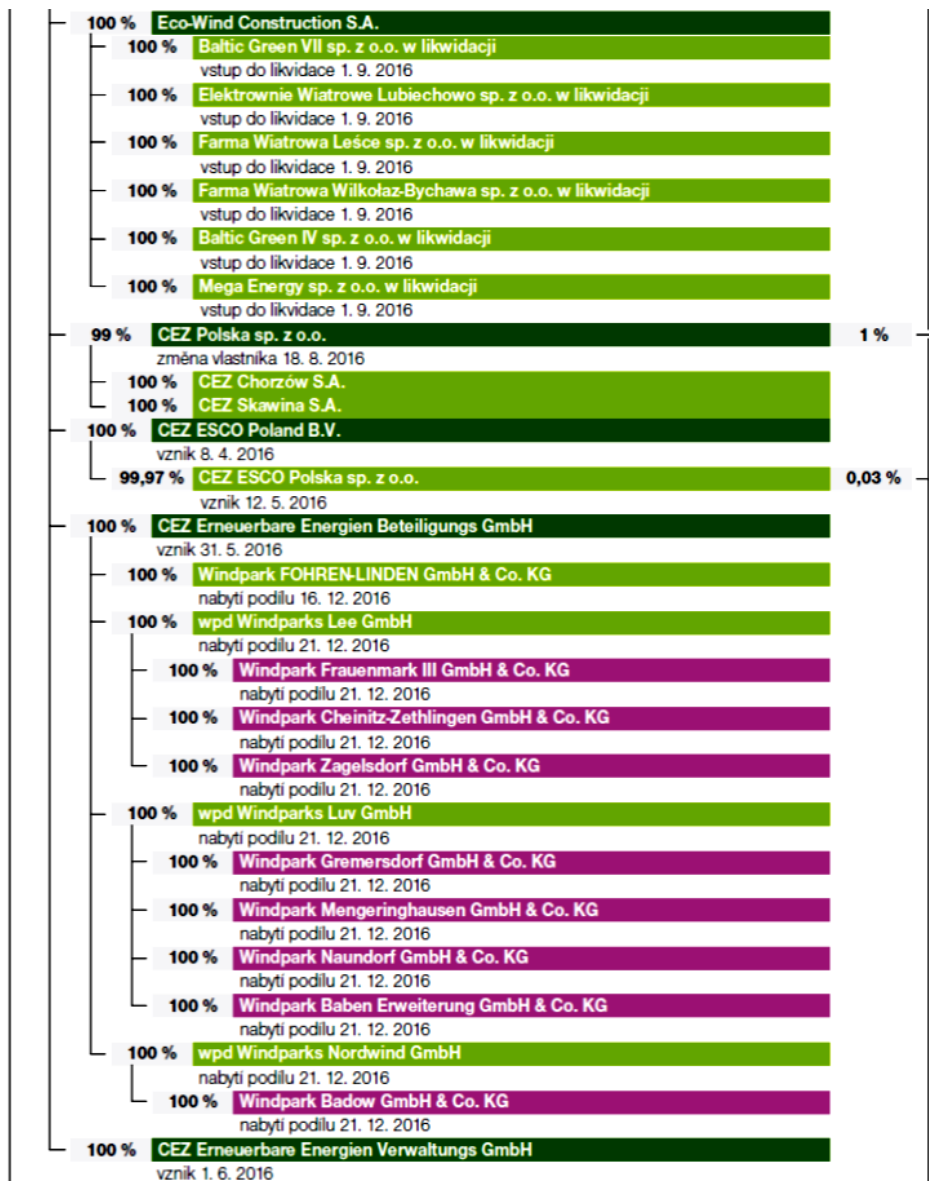 100 % Eco-Wind Construction S.A.
100 % Baltic Green VII sp. z o.o. w likwidacji
vstup do likvidace 1. 9. 2016
100 % Elektrownie Wiatrowe Lubiechowo sp. z o.o. w likwidacji
vstup do likvidace 1. 9. 2016
100 % Farma Wiatrowa Leśce sp. z o.o. w likwidacji
vstup do likvidace 1. 9. 2016
100 % Farma Wiatrowa Wilkołaz-Bychawa sp. z o.o. w likwidacji
vstup do likvidace 1. 9. 2016
100 % Baltic Green IV sp. z o.o. w likwidacji
vstup do likvidace 1. 9. 2016
100 % Mega Energy sp. z o.o. w likwidacji
vstup do likvidace 1. 9. 2016
99 % CEZ Polska sp. z o.o. 1 %
změna vlastníka 18. 8. 2016
100 % CEZ Chorzów S.A.
100 % CEZ Skawina S.A.
100 % CEZ ESCO Poland B.V.
vznik 8. 4. 2016
99,97 % CEZ ESCO Polska sp. z o.o. 0,03 %
vznik 12. 5. 2016
100 % CEZ Erneuerbare Energien Beteiligungs GmbH
vznik 31. 5. 2016
100 % Windpark FOHREN-LINDEN GmbH & Co. KG
nabytí podílu 16. 12. 2016
100 % wpd Windparks Lee GmbH
nabytí podílu 21. 12. 2016
100 % Windpark Frauenmark III GmbH & Co. KG
nabytí podílu 21. 12. 2016
100 % Windpark Cheinitz-Zethlingen GmbH & Co. KG
nabytí podílu 21. 12. 2016
100 % Windpark Zagelsdorf GmbH & Co. KG
nabytí podílu 21. 12. 2016
100 % wpd Windparks Luv GmbH
nabytí podílu 21. 12. 2016
100 % Windpark Gremersdorf GmbH & Co. KG
nabytí podílu 21. 12. 2016
100 % Windpark Mengeringhausen GmbH & Co. KG
nabytí podílu 21. 12. 2016
100 % Windpark Naundorf GmbH & Co. KG
nabytí podílu 21. 12. 2016
100 % Windpark Baben Erweiterung GmbH & Co. KG
nabytí podílu 21. 12. 2016
100 % wpd Windparks Nordwind GmbH
nabytí podílu 21. 12. 2016
100 % Windpark Badow GmbH & Co. KG
nabytí podílu 21. 12. 2016
100 % CEZ Erneuerbare Energien Verwaltungs GmbH
vznik 1. 6. 2016